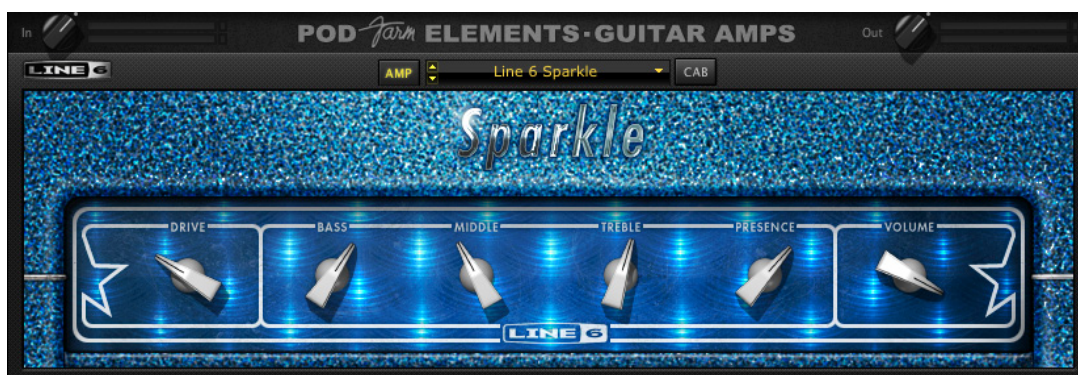 In POD Farm ELEMENTS·GUITAR AMPS Out
LINE 6 AMP Line 6 Sparkle CAB
Sparkle
DRIVE BASS MIDDLE TREBLE PRESENCE VOLUME
LINE 6